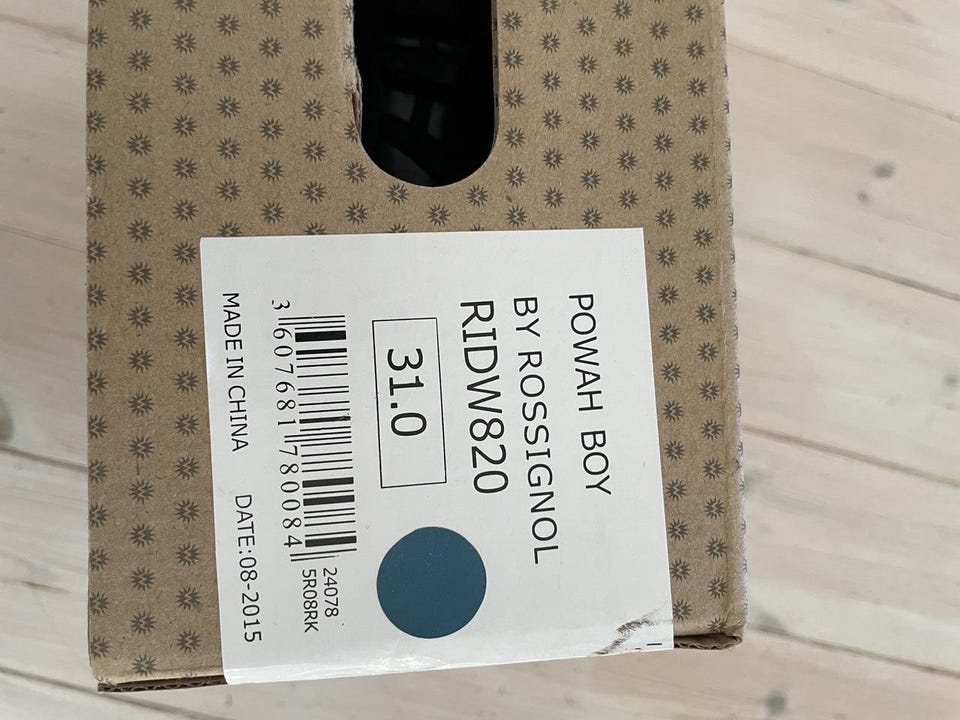 POWAH BOY
BY ROSSIGNOL
RIDW820
31.0
3 607681 780084
24078
5R08RK
MADE IN CHINA DATE:08-2015